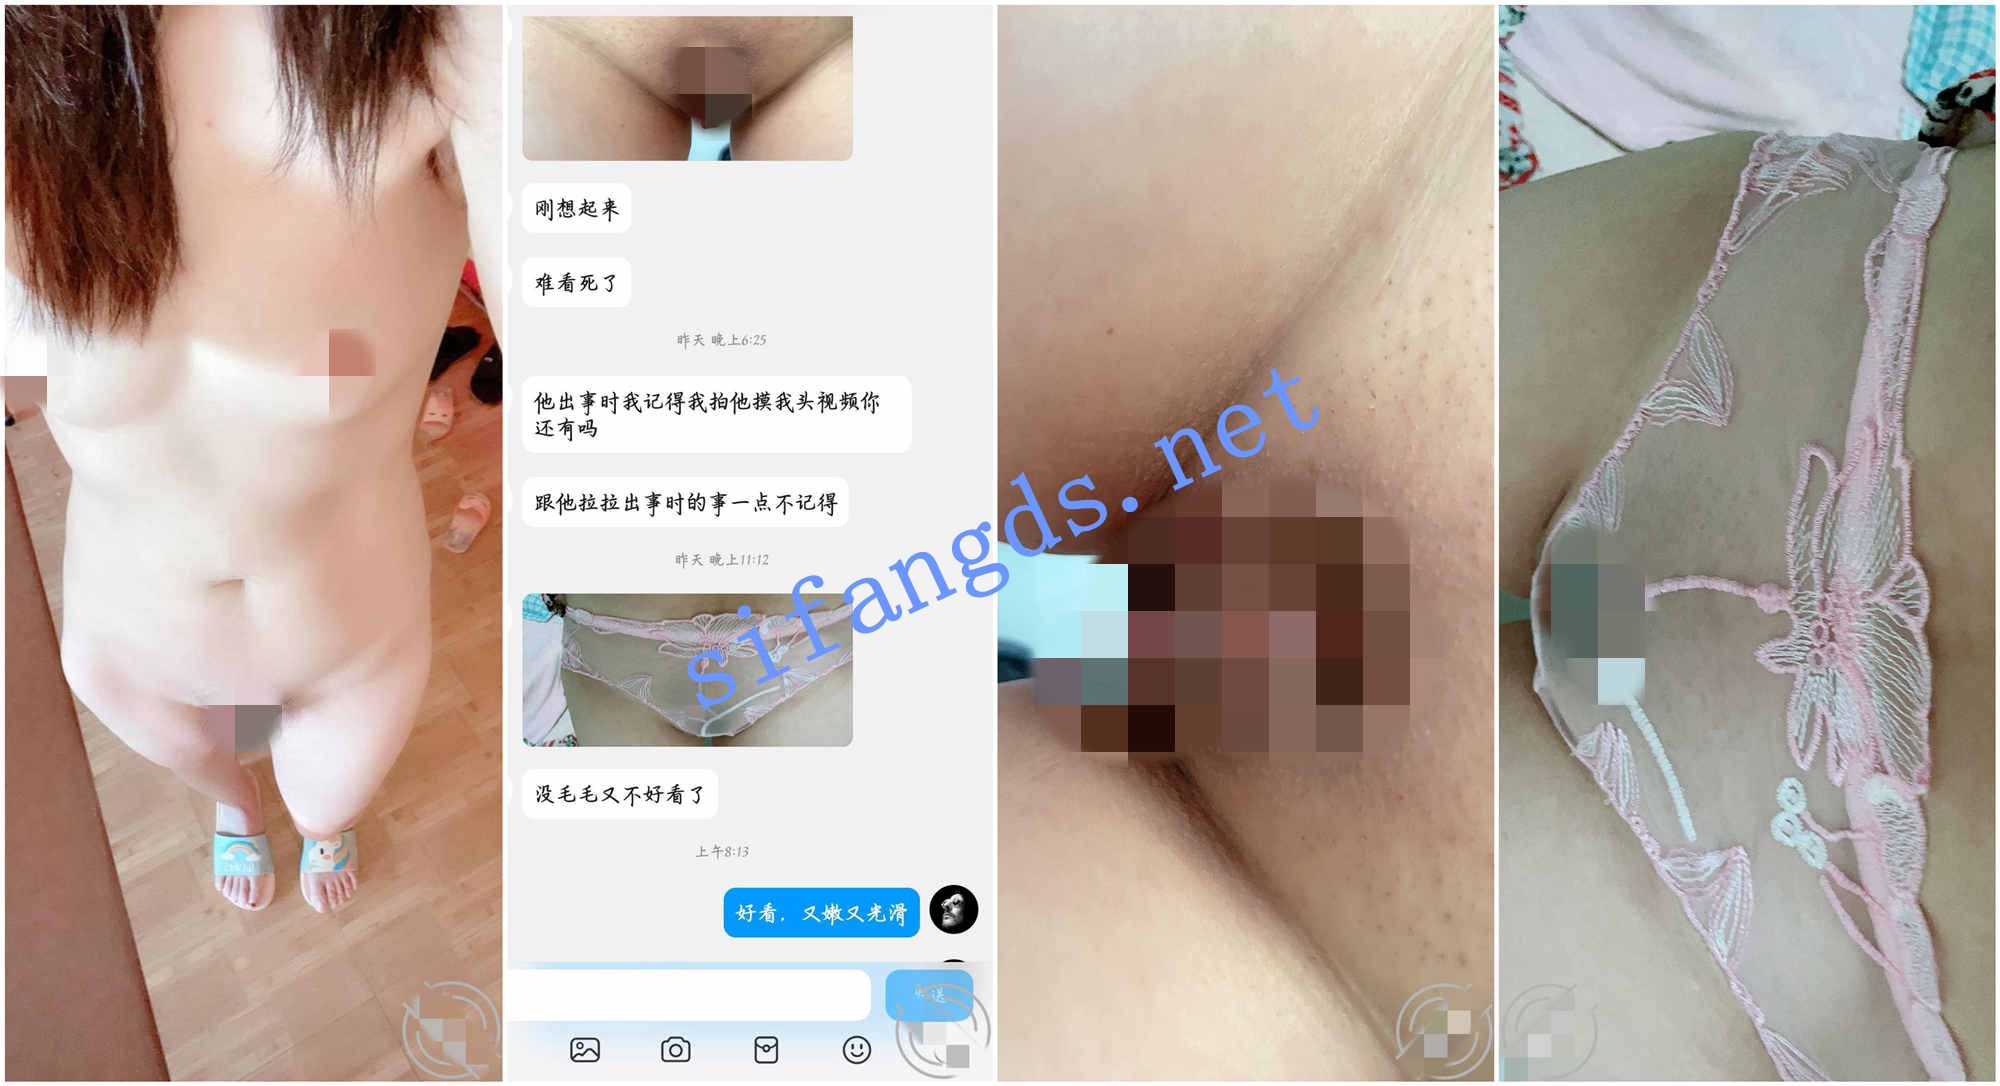 刚想起来
难看死了
昨天 晚上6:25
他出事时我记得我拍他摸我头视频你
还有吗
跟他拉拉出事时的事一点不记得
昨天 晚上11:12
没毛毛又不好看了
上午8:13
好看，又嫩又光滑
sifangds.net